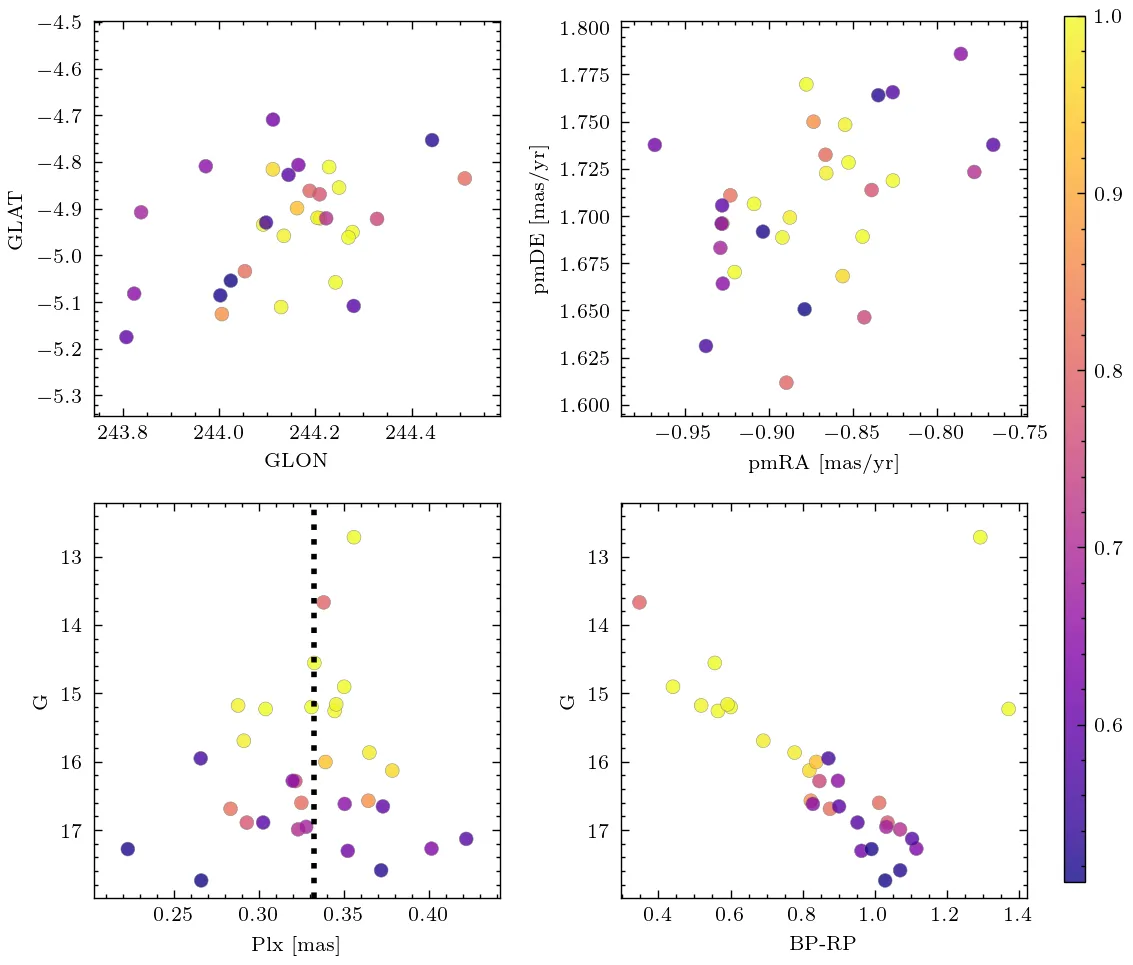 −4.5
−4.6
−4.7
−4.8
−4.9
−5.0
−5.1
−5.2
−5.3
GLAT
243.8 244.0 244.2 244.4
GLON
1.800
1.775
1.750
1.725
1.700
1.675
1.650
1.625
1.600
pmDE [mas/yr]
−0.95 −0.90 −0.85 −0.80 −0.75
pmRA [mas/yr]
13
14
15
16
17
G
0.25 0.30 0.35 0.40
Plx [mas]
13
14
15
16
17
G
0.4 0.6 0.8 1.0 1.2 1.4
BP-RP
1.0
0.9
0.8
0.7
0.6